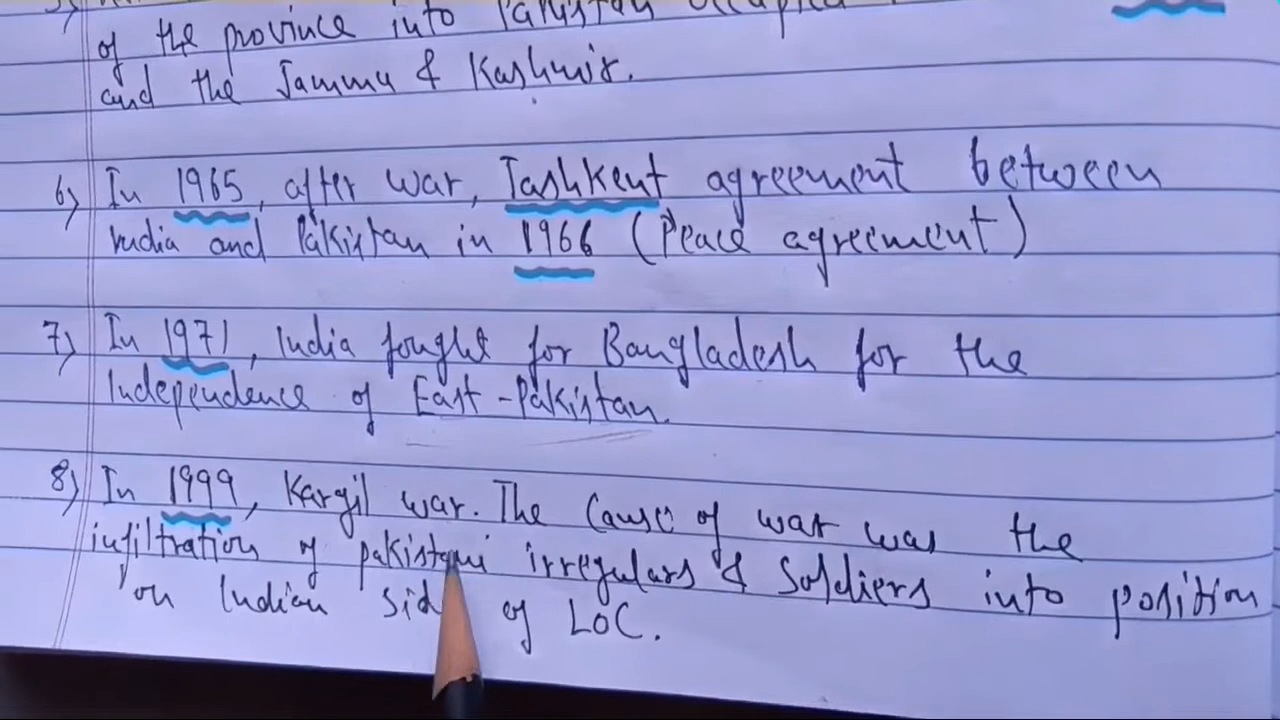 of the province into Pakistan occupied
and the Jammu & Kashmir.
6) In 1965, after war, Tashkent agreement between
India and Pakistan in 1966 (Peace agreement)
7) In 1971, India fought for Bangladesh for the
Independence of East-Pakistan.
8) In 1999, Kargil war. The Cause of war was the
infiltration of pakistani irregulars & Soldiers into position
on Indian side of LOC.